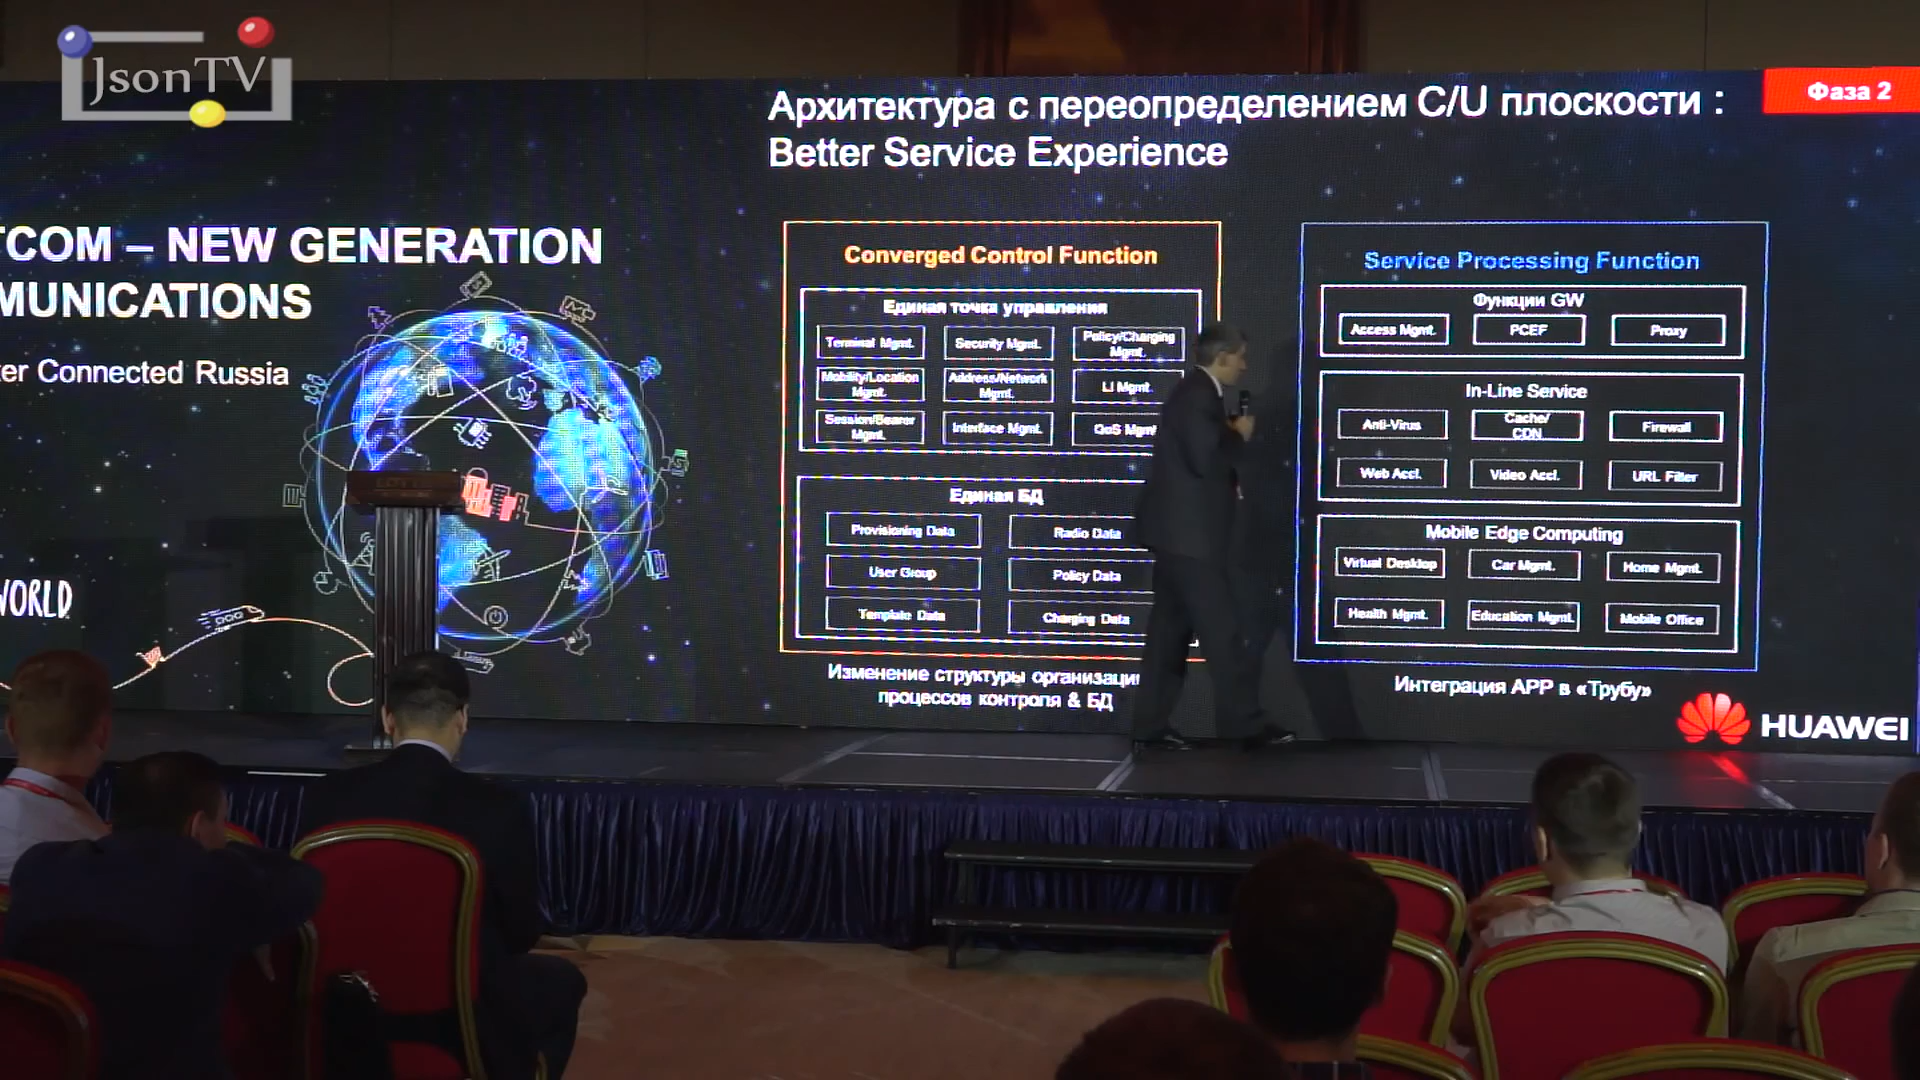 JsonTV
Архитектура с переопределением C/U плоскости :
Better Service Experience
Фаза 2
TCOM – NEW GENERATION
MUNICATIONS
ter Connected Russia
WORLD
Converged Control Function
Единая точка управления
Terminal Mgmt.
Security Mgmt.
Policy/Charging
Mgmt.
Mobility/Location
Mgmt.
Address/Network
Mgmt.
LI Mgmt.
Session/Bearer
Mgmt.
Interface Mgmt.
QoS Mgmt
Единая БД
Provisioning Data
Radio Data
User Group
Policy Data
Template Data
Charging Data
Изменение структуры организаци
процессов контроля & БД
Service Processing Function
Функции GW
Access Mgmt.
PCEF
Proxy
In-Line Service
Anti-Virus
Cache/
CDN
Firewall
Web Accl.
Video Accl.
URL Filter
Mobile Edge Computing
Virtual Desktop
Car Mgmt.
Home Mgmt.
Health Mgmt.
Education Mgmt.
Mobile Office
Интеграция APP в «Трубу»
HUAWEI